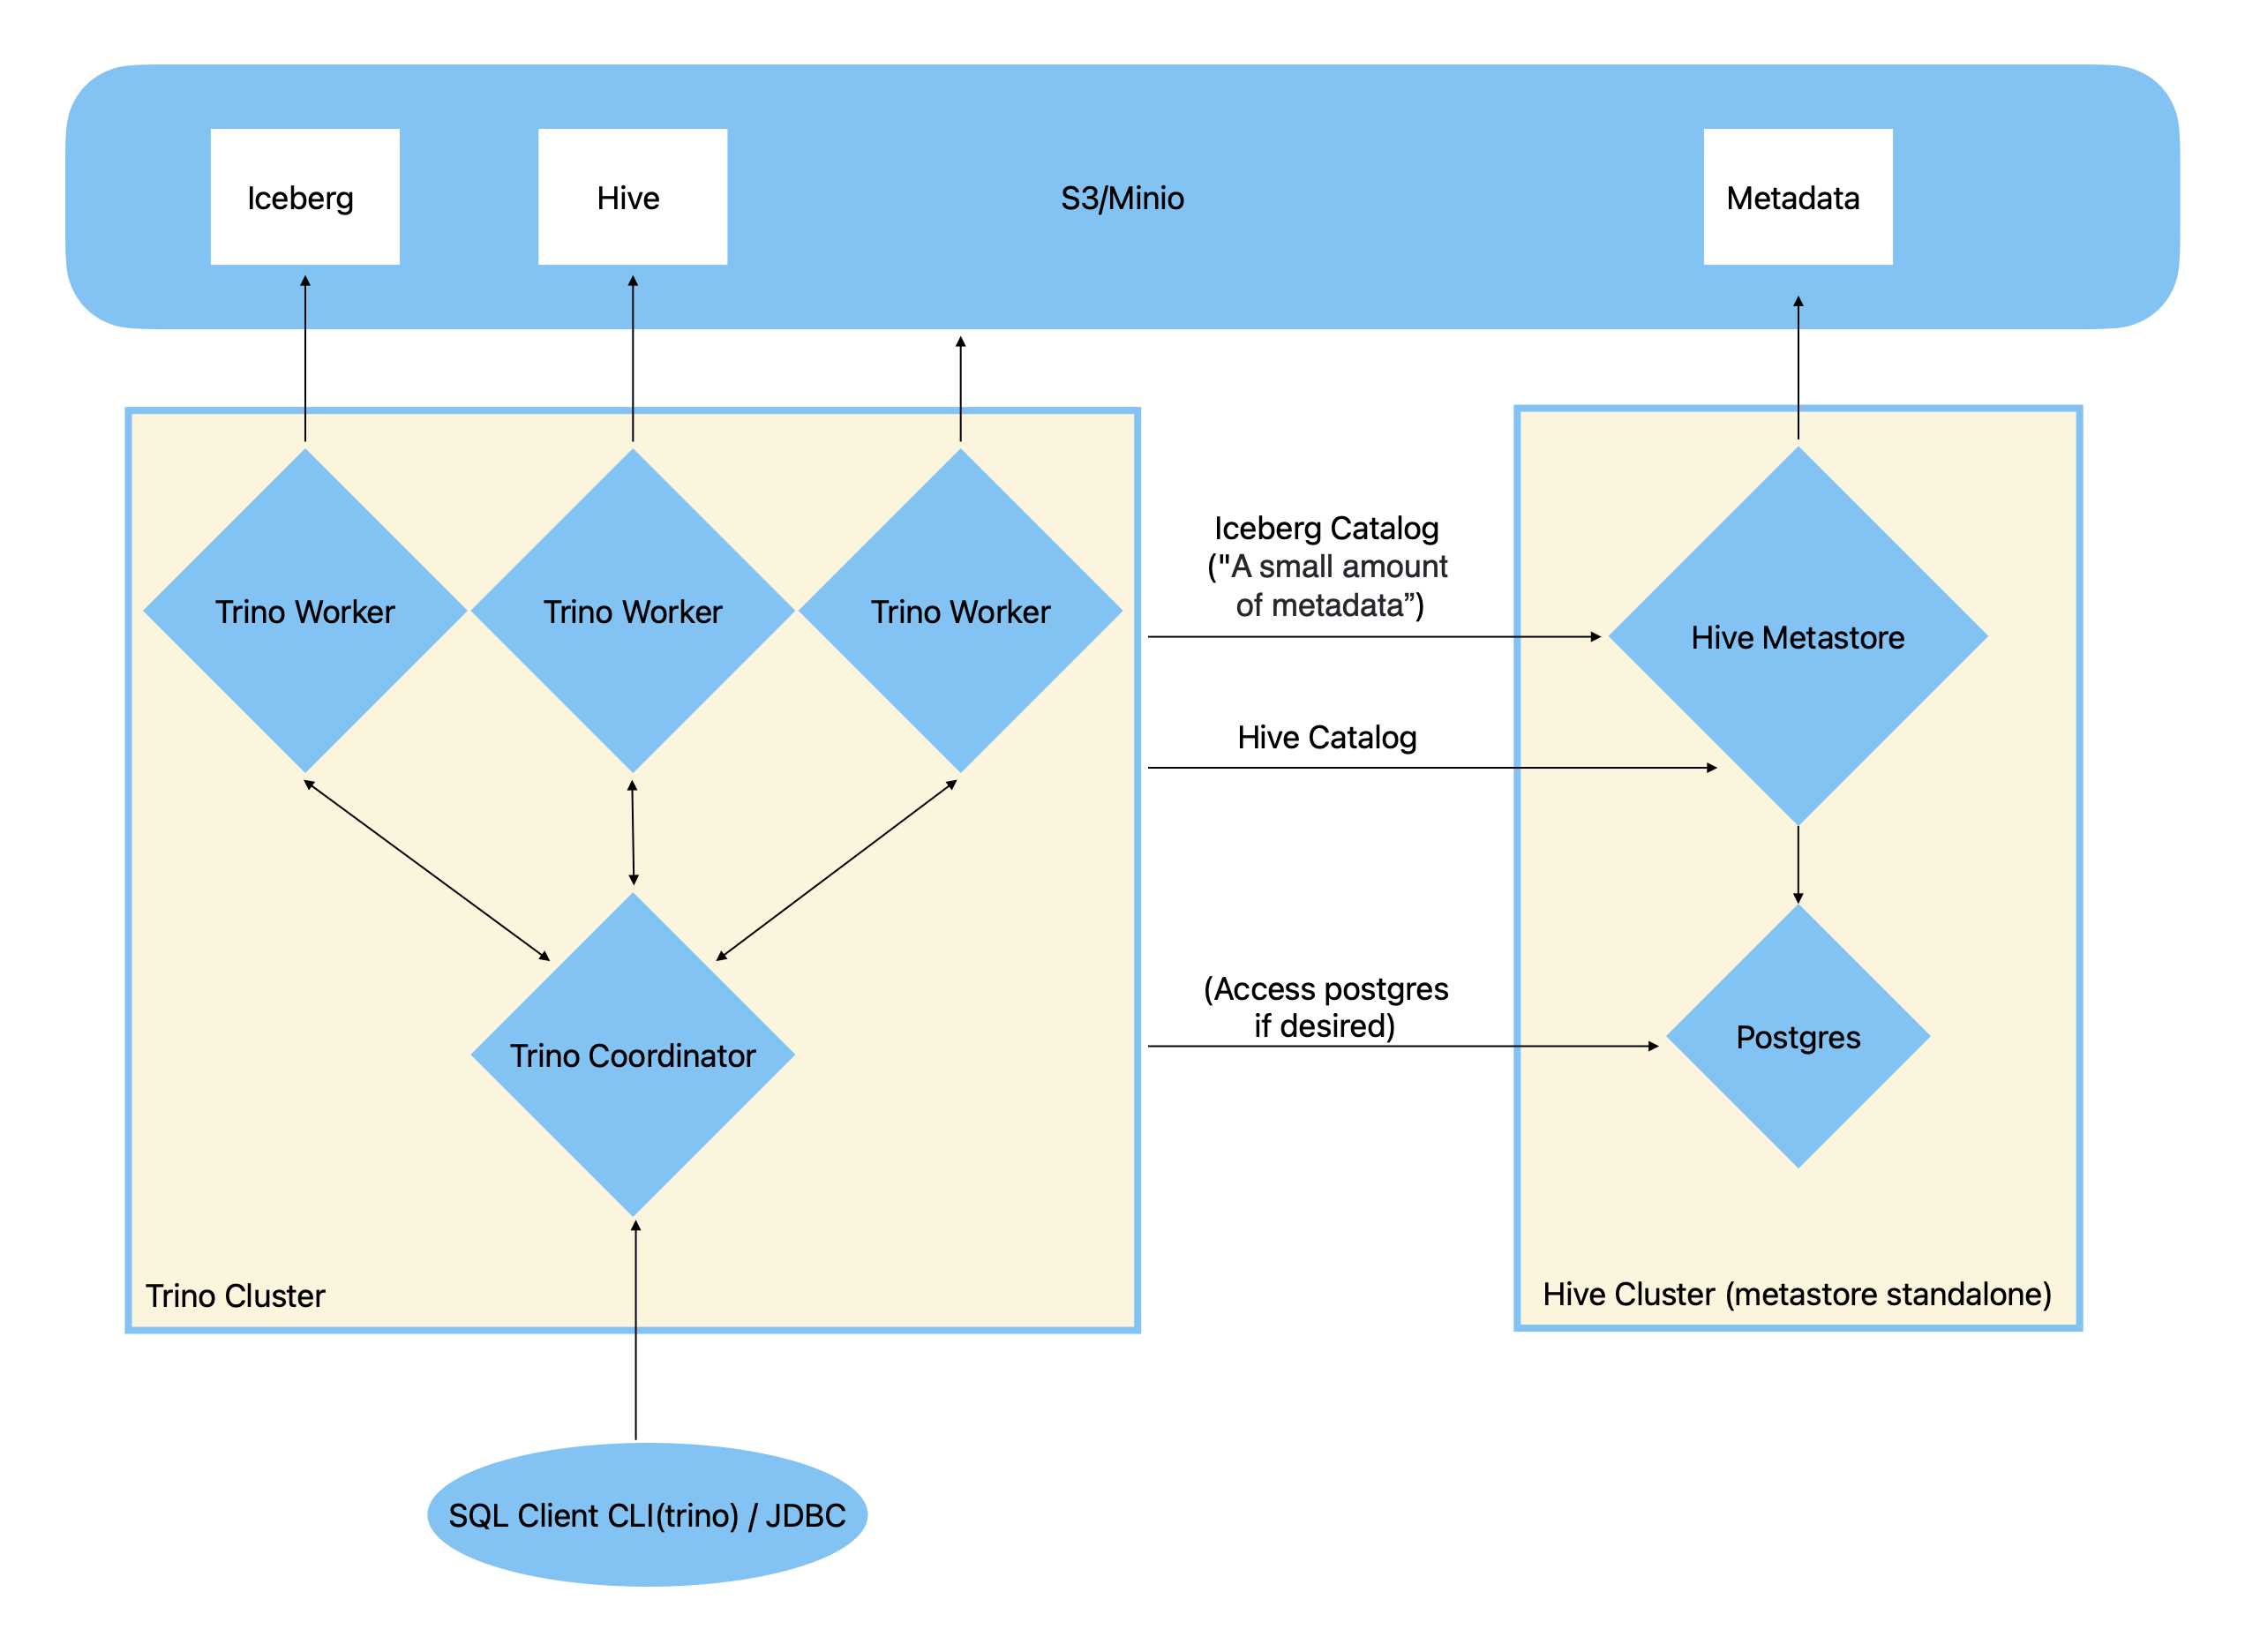 Iceberg
Hive
S3/Minio
Metadata
Trino Worker
Trino Worker
Trino Worker
Iceberg Catalog
("A small amount
of metadata”)
Hive Metastore
Hive Catalog
(Access postgres
if desired)
Postgres
Trino Coordinator
Trino Cluster
Hive Cluster (metastore standalone)
SQL Client CLI(trino) / JDBC